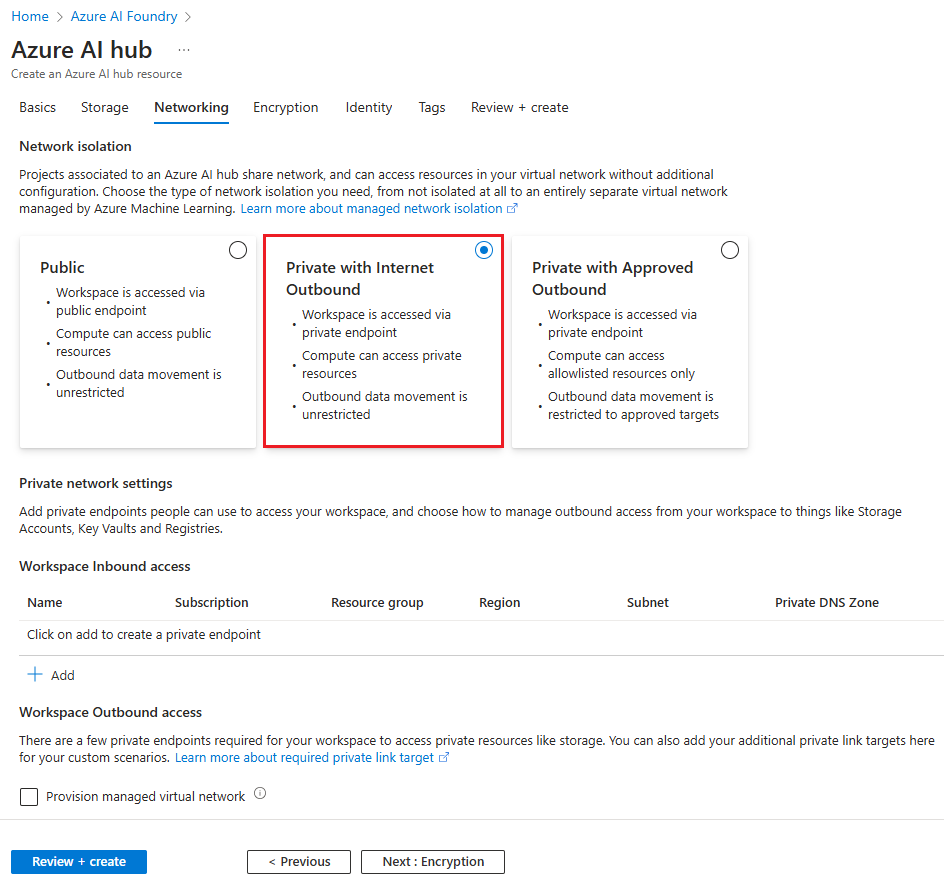 Home > Azure AI Foundry >
Azure AI hub ...
Create an Azure AI hub resource
Basics Storage Networking Encryption Identity Tags Review + create
Network isolation
Projects associated to an Azure AI hub share network, and can access resources in your virtual network without additional
configuration. Choose the type of network isolation you need, from not isolated at all to an entirely separate virtual network
managed by Azure Machine Learning. Learn more about managed network isolation
Public
• Workspace is accessed via
public endpoint
• Compute can access public
resources
• Outbound data movement is
unrestricted
Private with Internet
Outbound
• Workspace is accessed via
private endpoint
• Compute can access private
resources
• Outbound data movement is
unrestricted
Private with Approved
Outbound
• Workspace is accessed via
private endpoint
• Compute can access
allowlisted resources only
• Outbound data movement is
restricted to approved targets
Private network settings
Add private endpoints people can use to access your workspace, and choose how to manage outbound access from your workspace to things like Storage
Accounts, Key Vaults and Registries.
Workspace Inbound access
Name Subscription Resource group Region Subnet Private DNS Zone
Click on add to create a private endpoint
+ Add
Workspace Outbound access
There are a few private endpoints required for your workspace to access private resources like storage. You can also add your additional private link targets here
for your custom scenarios. Learn more about required private link target
Provision managed virtual network
Review + create < Previous Next : Encryption